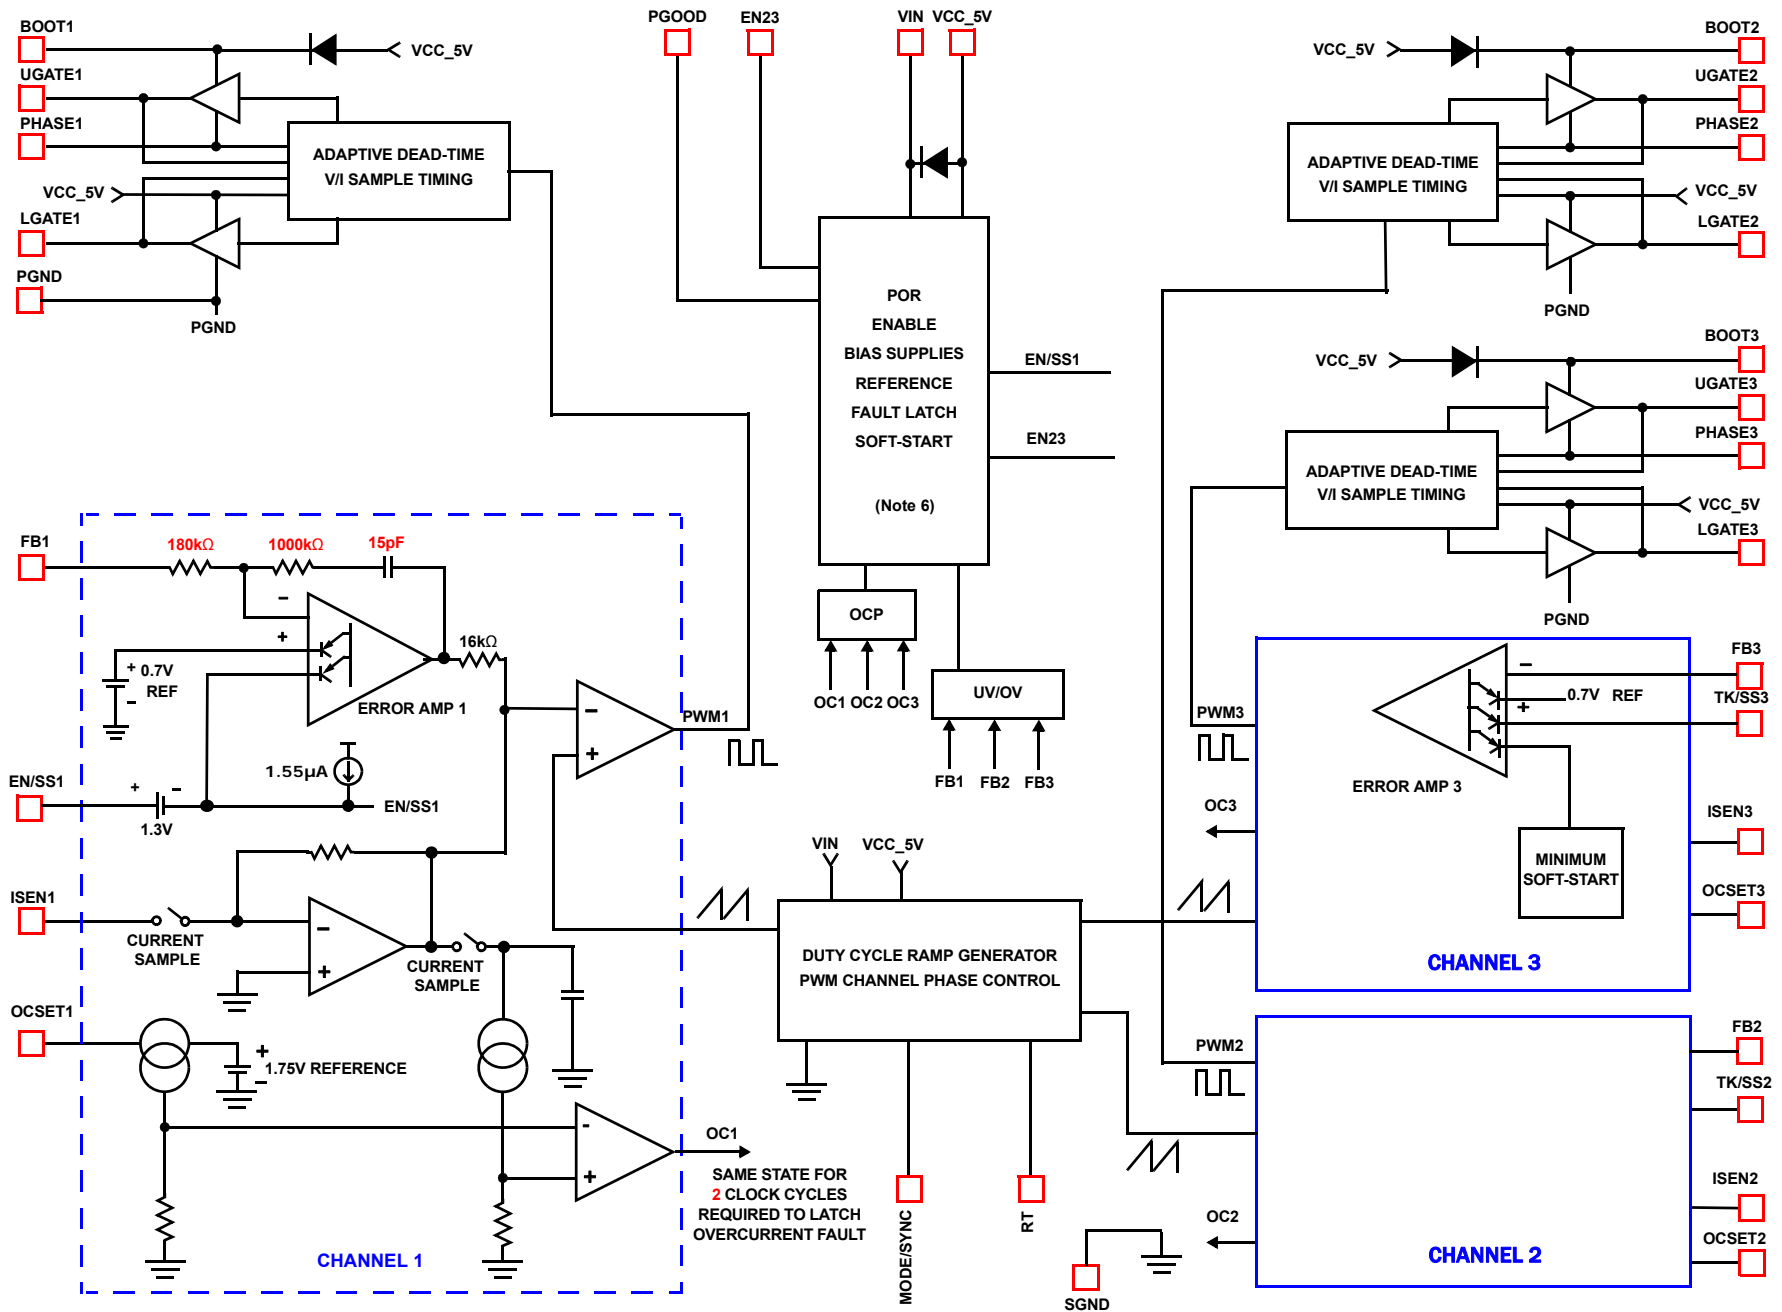 BOOT1
VCC_5V
UGATE1
PHASE1
ADAPTIVE DEAD-TIME
V/I SAMPLE TIMING
VCC_5V
LGATE1
PGND
PGND
PGOOD
EN23
VIN
VCC_5V
POR
ENABLE
BIAS SUPPLIES
REFERENCE
FAULT LATCH
SOFT-START
(Note 6)
EN/SS1
EN23
OCP
OC1 OC2 OC3
UV/OV
FB1 FB2 FB3
BOOT2
VCC_5V
UGATE2
PHASE2
ADAPTIVE DEAD-TIME
V/I SAMPLE TIMING
VCC_5V
LGATE2
PGND
BOOT3
VCC_5V
UGATE3
PHASE3
ADAPTIVE DEAD-TIME
V/I SAMPLE TIMING
VCC_5V
LGATE3
PGND
FB1
180kΩ
1000kΩ
15pF
−
+
16kΩ
+ 0.7V
REF
−
ERROR AMP 1
−
+
PWM1
1.55µA
EN/SS1
+ −
1.3V
EN/SS1
ISEN1
CURRENT
SAMPLE
−
+
CURRENT
SAMPLE
OCSET1
+
1.75V REFERENCE
−
-
+
OC1
SAME STATE FOR
2 CLOCK CYCLES
REQUIRED TO LATCH
OVERCURRENT FAULT
CHANNEL 1
VIN
VCC_5V
DUTY CYCLE RAMP GENERATOR
PWM CHANNEL PHASE CONTROL
MODE/SYNC
RT
SGND
FB3
−
0.7V REF
+
TK/SS3
PWM3
ERROR AMP 3
OC3
ISEN3
MINIMUM
SOFT-START
OCSET3
CHANNEL 3
PWM2
FB2
TK/SS2
ISEN2
OC2
OCSET2
CHANNEL 2